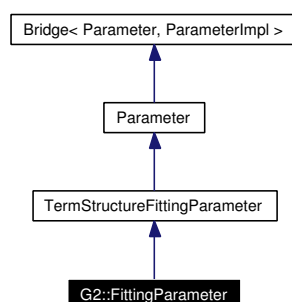 Bridge< Parameter, ParameterImpl >
Parameter
TermStructureFittingParameter
G2::FittingParameter